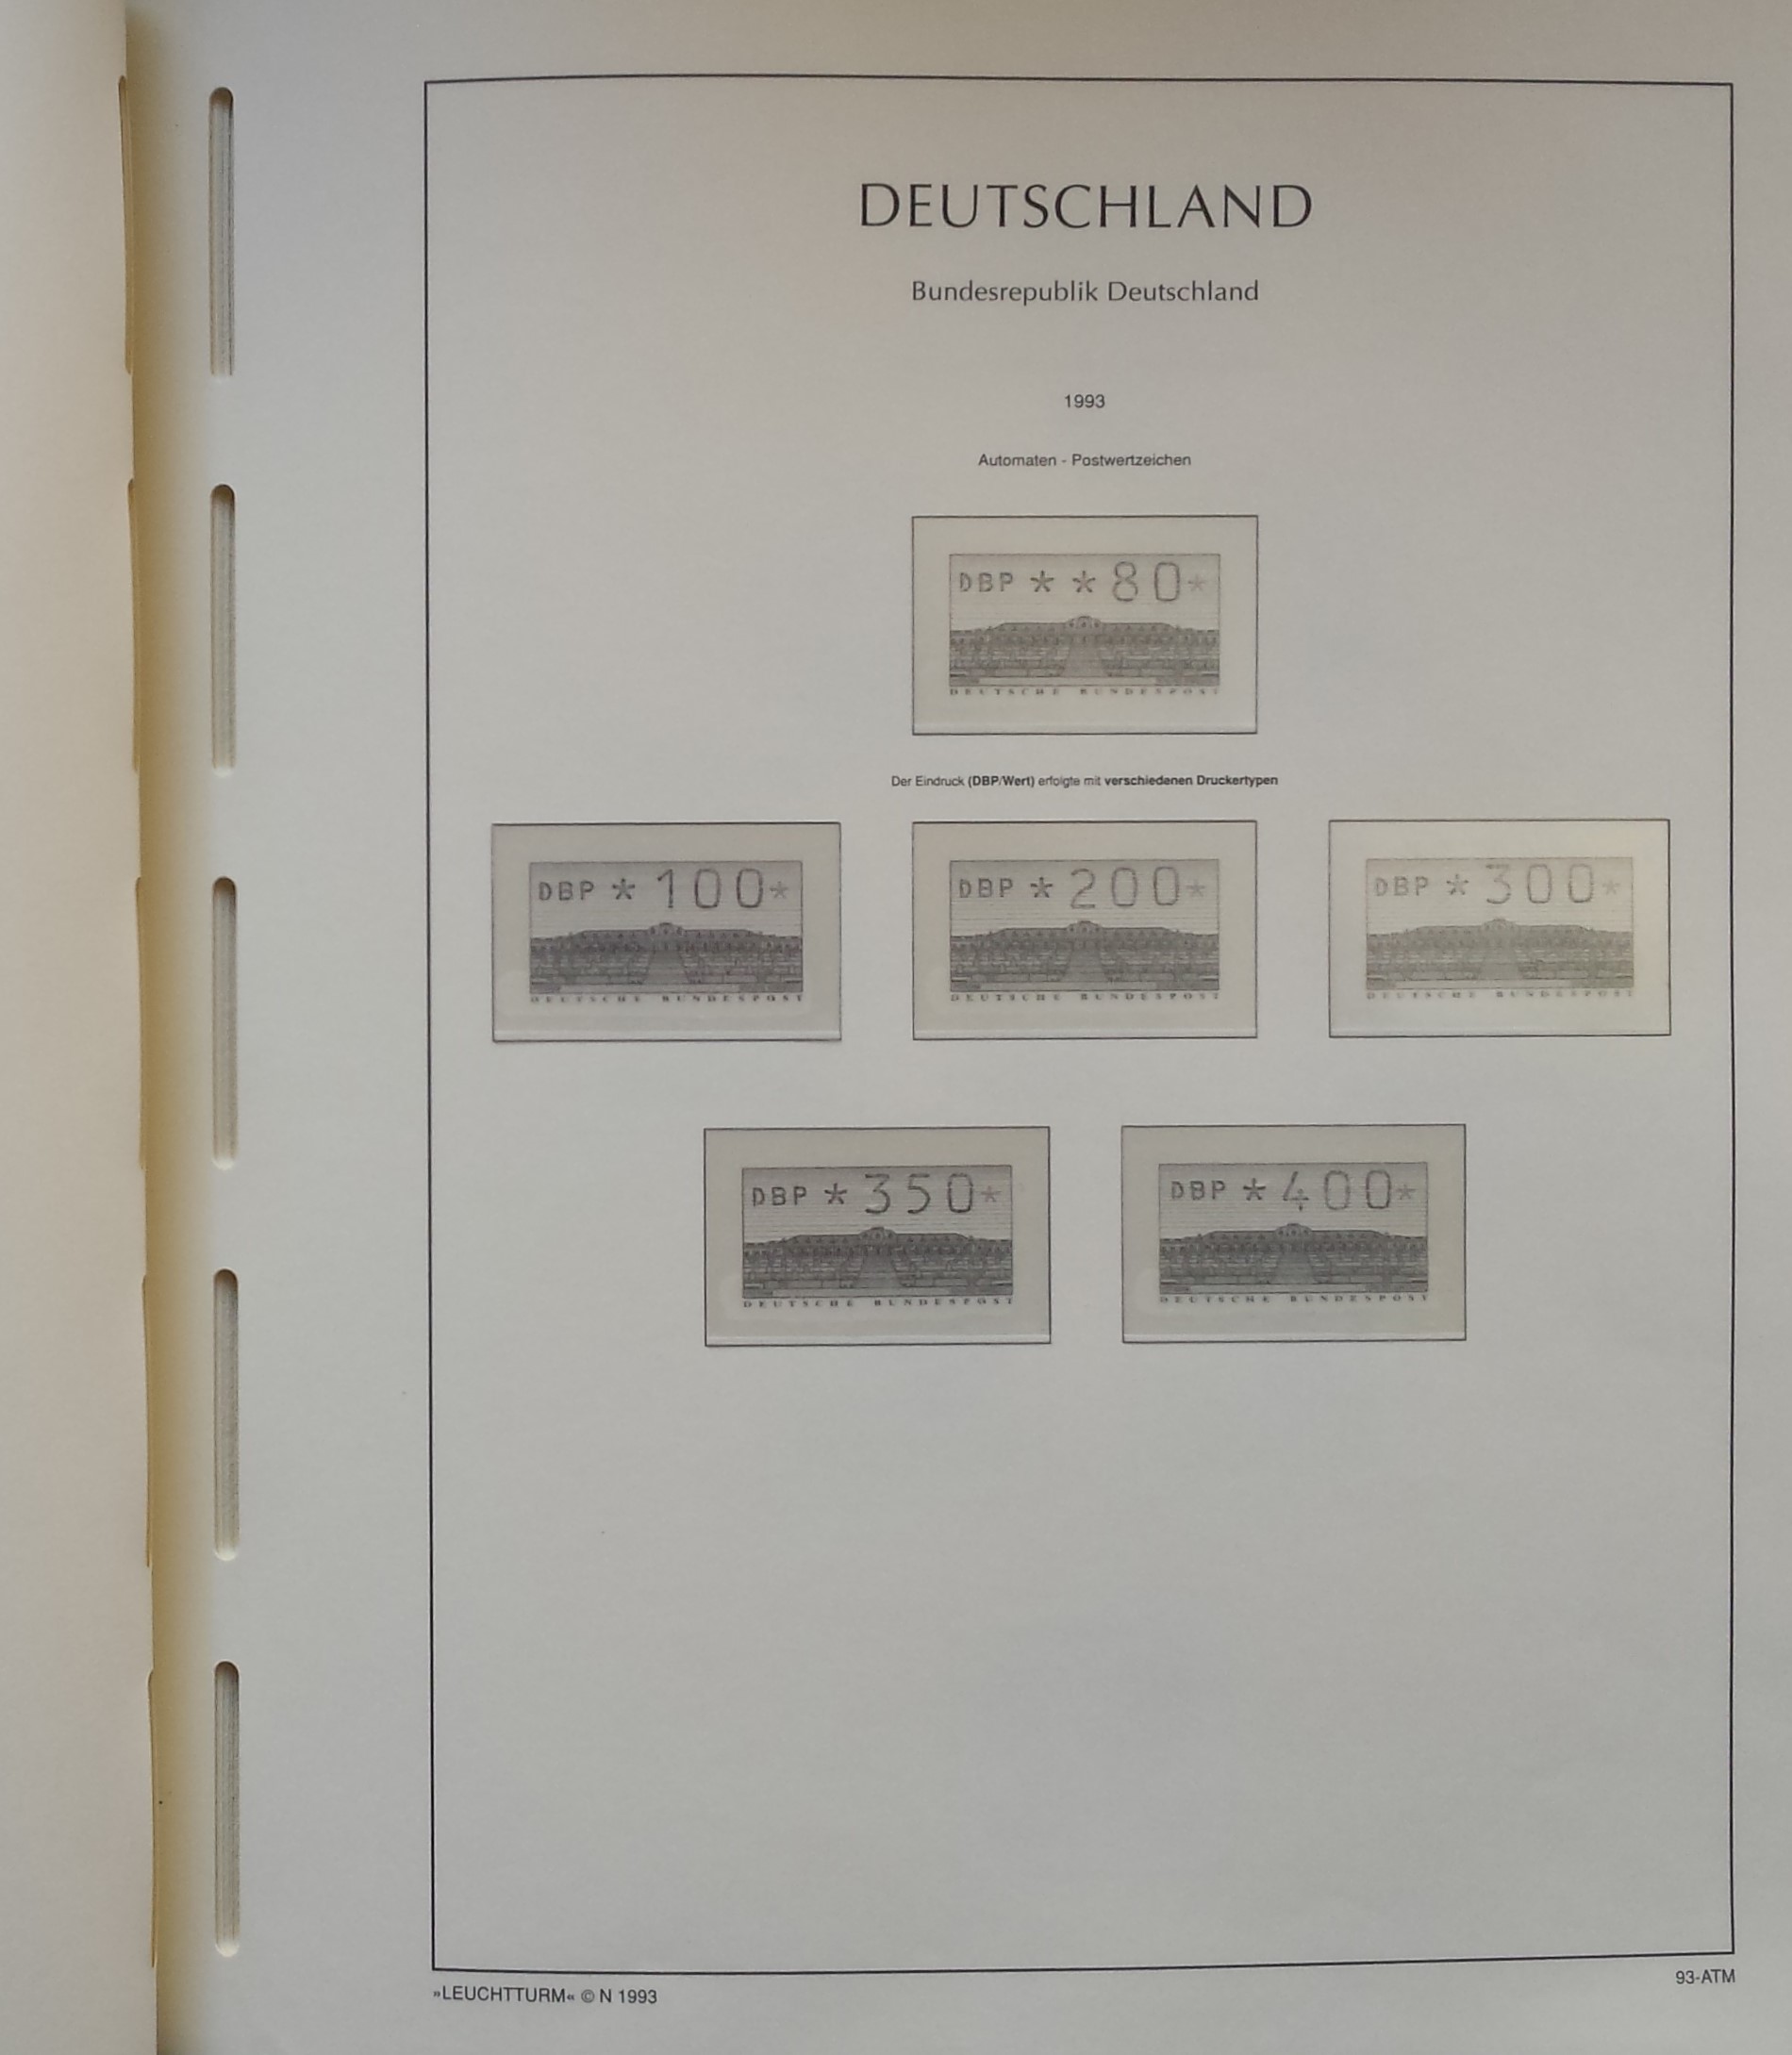 DEUTSCHLAND
Bundesrepublik Deutschland
1993
Automaten - Postwertzeichen
DBP * *80*
DEUTSCHE BUNDESPOST
Der Eindruck (DBP/Wert) erfolgte mit verschiedenen Druckertypen
DBP *100*
DEUTSCHE BUNDESPOST
DBP *200*
DEUTSCHE BUNDESPOST
DBP *300*
DEUTSCHE BUNDESPOST
DBP *350*
DEUTSCHE BUNDESPOST
DBP *400*
DEUTSCHE BUNDESPOST
»LEUCHTTURM« © N 1993
93-ATM